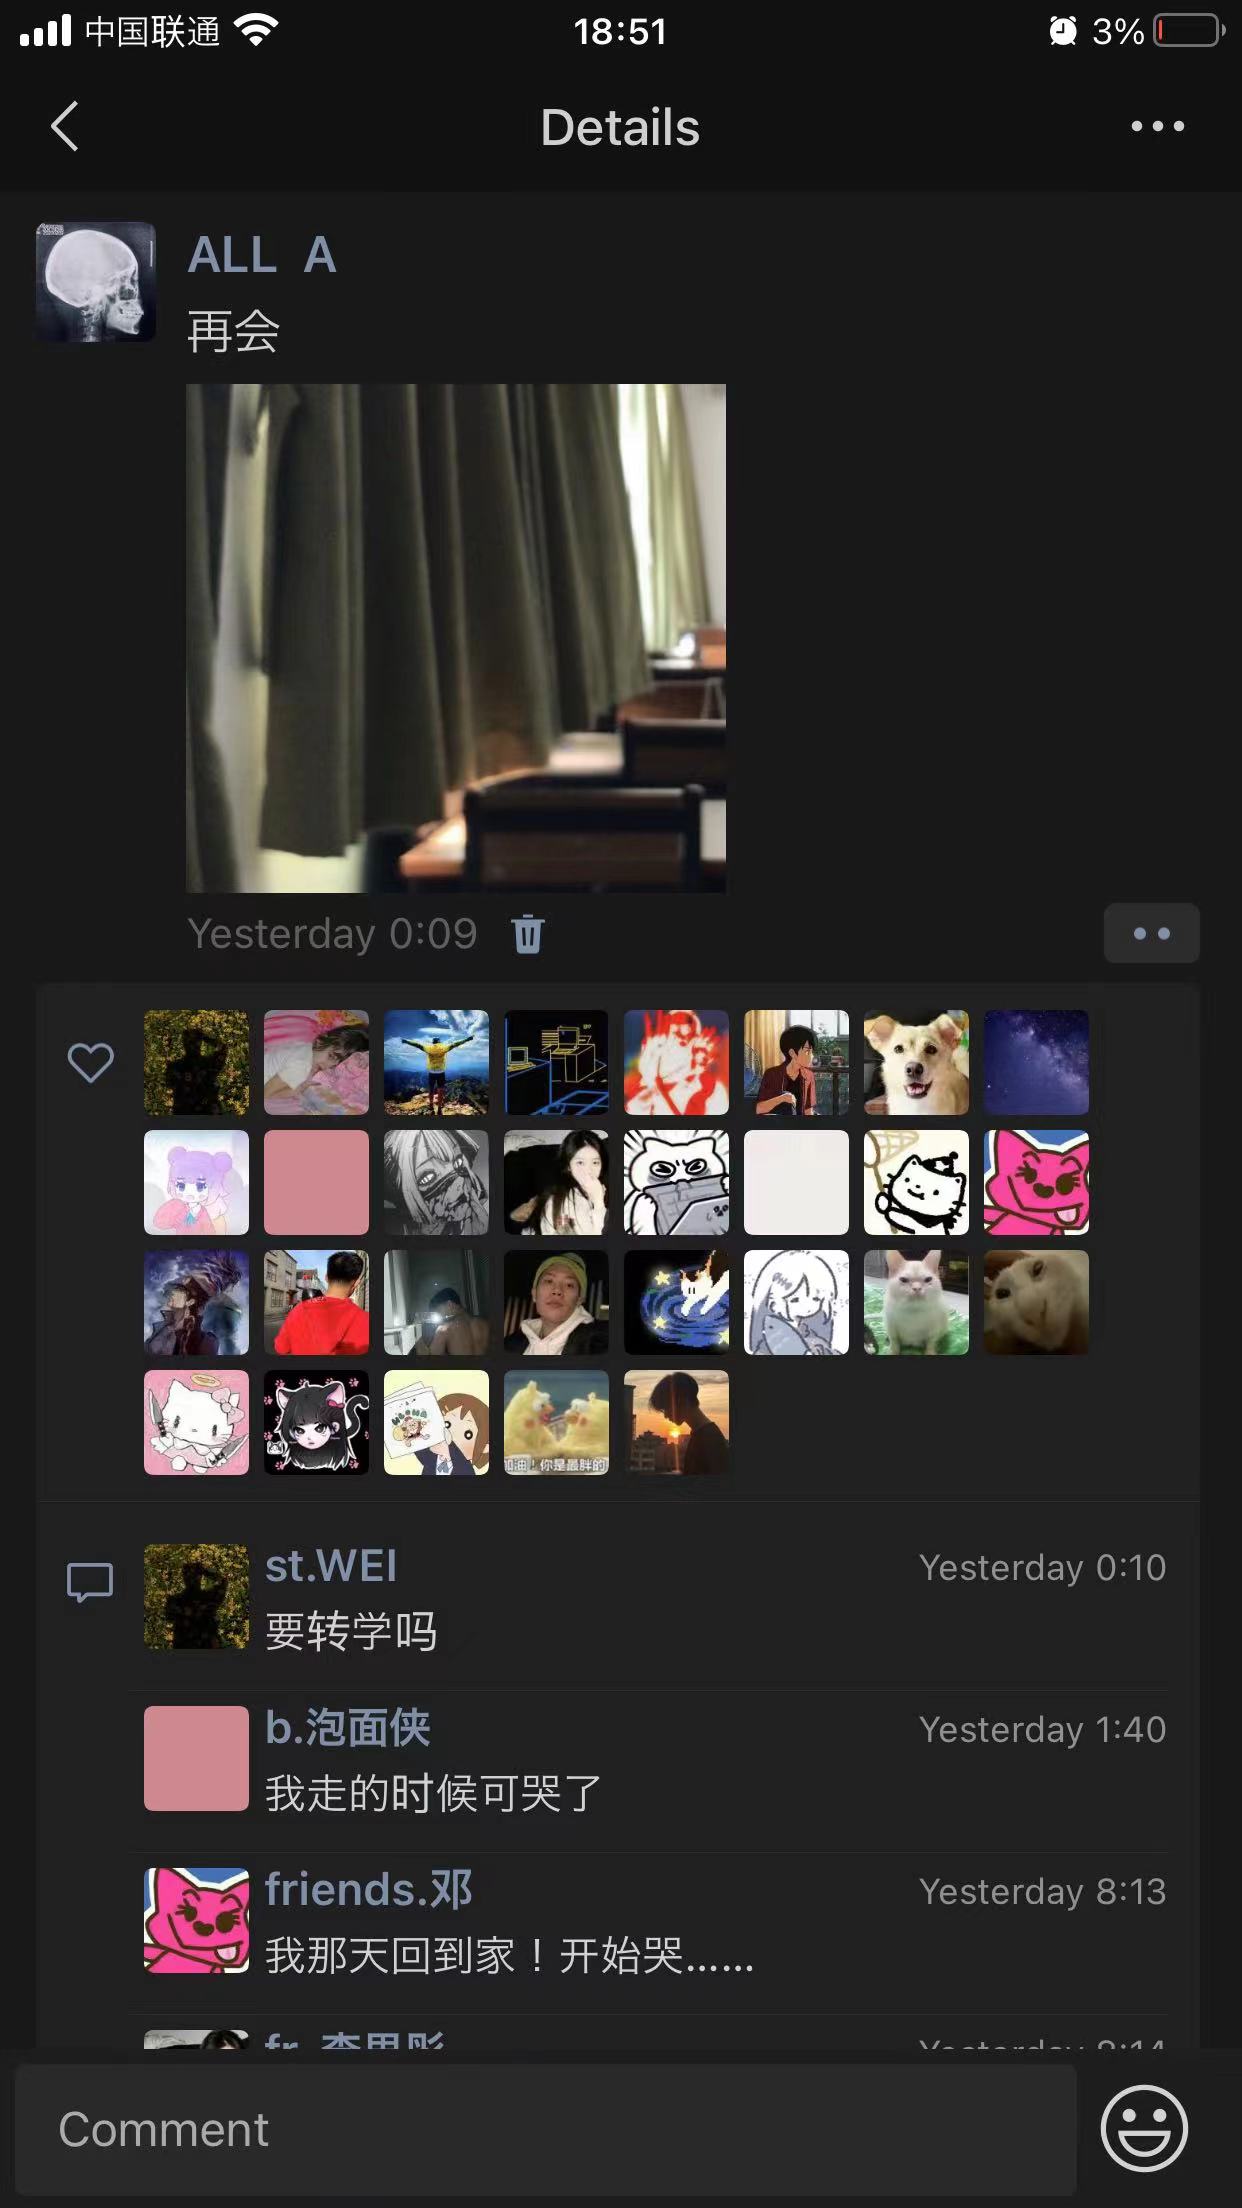 中国联通
18:51
3%
Details
ALL A
再会
Yesterday 0:09
加油！你是最胖的
st.WEI
Yesterday 0:10
要转学吗
b.泡面侠
Yesterday 1:40
我走的时候可哭了
friends.邓
Yesterday 8:13
我那天回到家！开始哭......
Comment